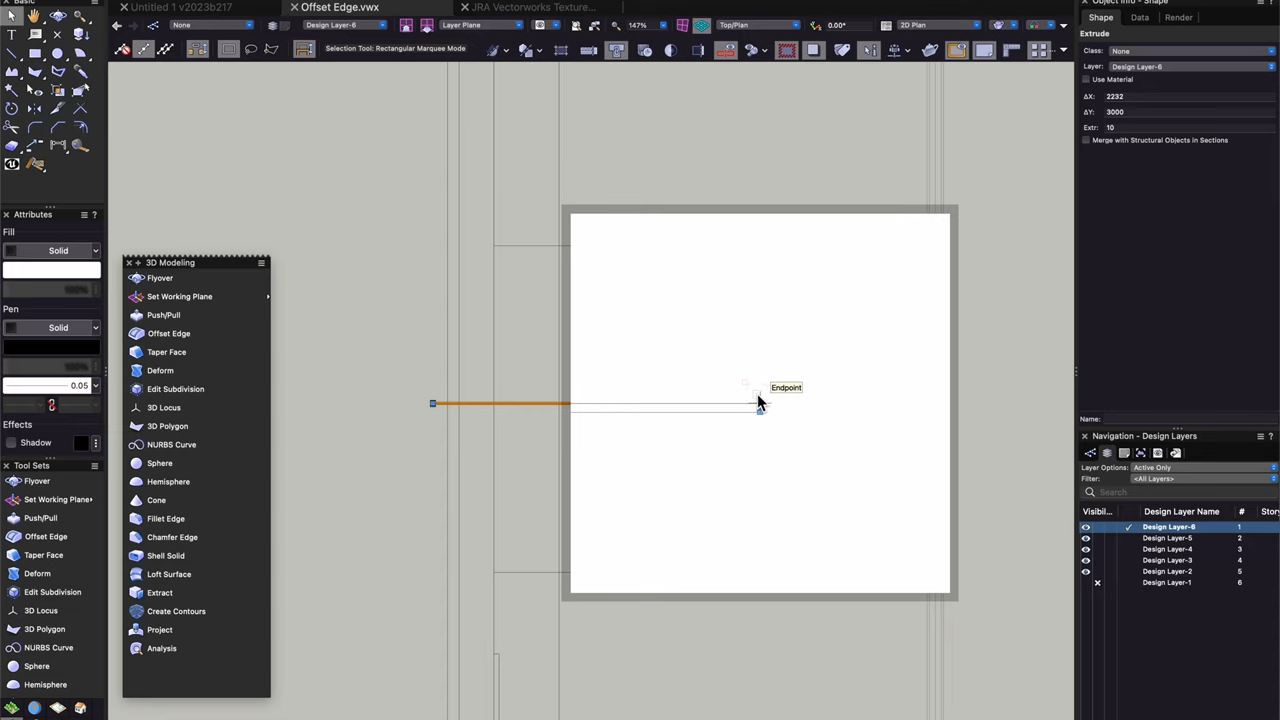 Basic
Untitled 1 v2023b217
Offset Edge.vwx
JRA Vectorworks Texture...
None
Design Layer-6
Layer Plane
147%
Top/Plan
0.00°
2D Plan
Selection Tool: Rectangular Marquee Mode
Object Info - Shape
Shape
Data
Render
Extrude
Class:
None
Layer:
Design Layer-6
Use Material
ΔX:
2232
ΔY:
3000
Extr:
10
Merge with Structural Objects in Sections
Attributes
Fill
Solid
Pen
Solid
0.05
Effects
Shadow
Tool Sets
Flyover
Set Working Plane
Push/Pull
Offset Edge
Taper Face
Deform
Edit Subdivision
3D Locus
3D Polygon
NURBS Curve
Sphere
Hemisphere
3D Modeling
Flyover
Set Working Plane
Push/Pull
Offset Edge
Taper Face
Deform
Edit Subdivision
3D Locus
3D Polygon
NURBS Curve
Sphere
Hemisphere
Cone
Fillet Edge
Chamfer Edge
Shell Solid
Loft Surface
Extract
Create Contours
Project
Analysis
Endpoint
Name:
Navigation - Design Layers
Layer Options:
Active Only
Filter:
<All Layers>
Search
Visibil...
Design Layer Name
#
Story
Design Layer-6
1
Design Layer-5
2
Design Layer-4
3
Design Layer-3
4
Design Layer-2
5
Design Layer-1
6